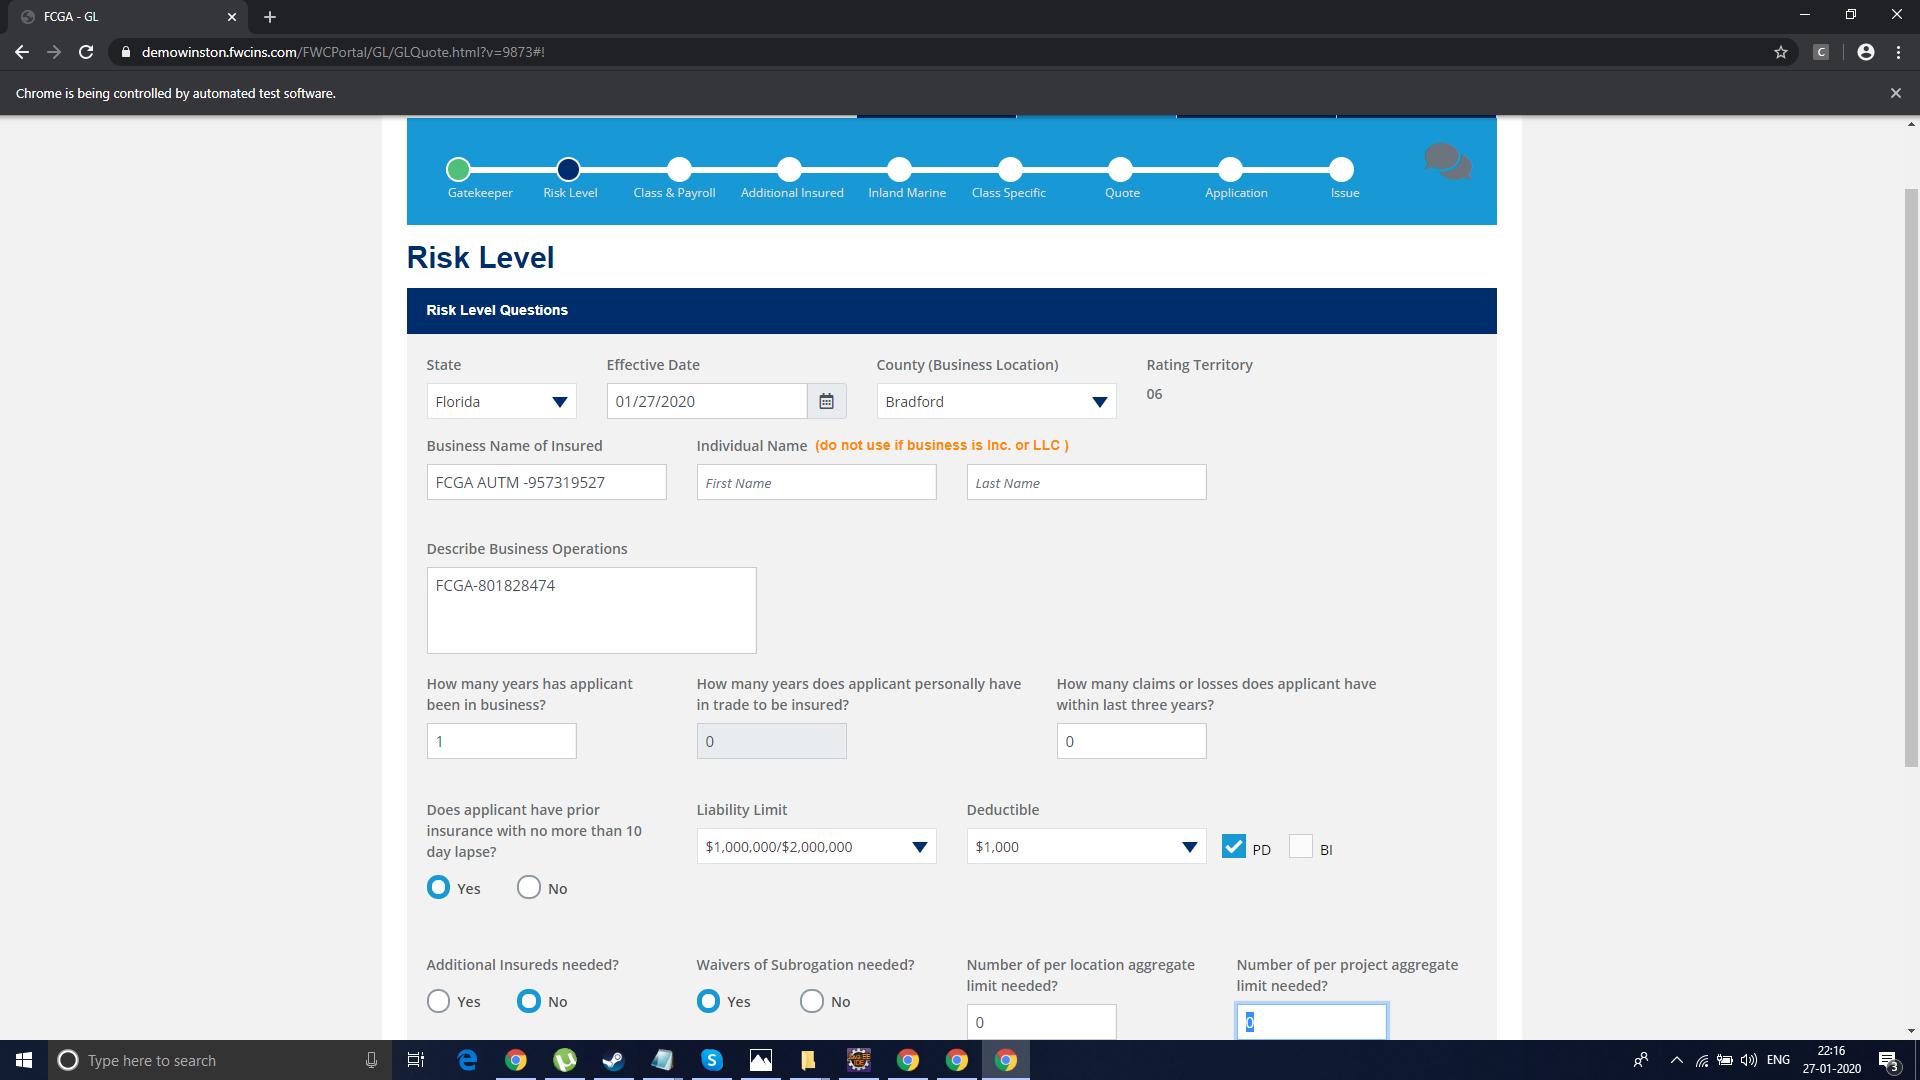 FCGA - GL
demowinston.fwcins.com/FWCPortal/GL/GLQuote.html?v=9873#!
C
Chrome is being controlled by automated test software.
Gatekeeper Risk Level Class & Payroll Additional Insured Inland Marine Class Specific Quote Application Issue
Risk Level
Risk Level Questions
State Effective Date County (Business Location) Rating Territory
Florida 01/27/2020 Bradford 06
Business Name of Insured Individual Name (do not use if business is Inc. or LLC )
FCGA AUTM -957319527 First Name Last Name
Describe Business Operations
FCGA-801828474
How many years has applicant
been in business?
How many years does applicant personally have
in trade to be insured?
How many claims or losses does applicant have
within last three years?
1 0 0
Does applicant have prior
insurance with no more than 10
day lapse?
Yes No
Liability Limit
$1,000,000/$2,000,000
Deductible
$1,000 PD BI
Additional Insureds needed?
Yes No
Waivers of Subrogation needed?
Yes No
Number of per location aggregate
limit needed?
0
Number of per project aggregate
limit needed?
0
Type here to search
ENG
22:16
27-01-2020
3